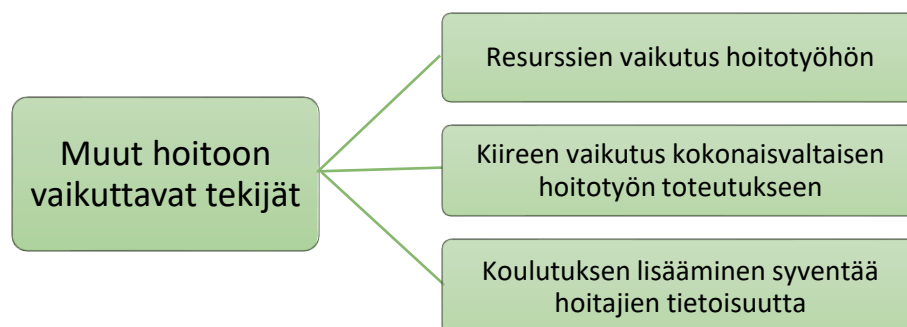 Muut hoitoon
vaikuttavat tekijät
Resurssien vaikutus hoitotyöhön
Kiireen vaikutus kokonaisvaltaisen
hoitotyön toteutukseen
Koulutuksen lisääminen syventää
hoitajien tietoisuutta